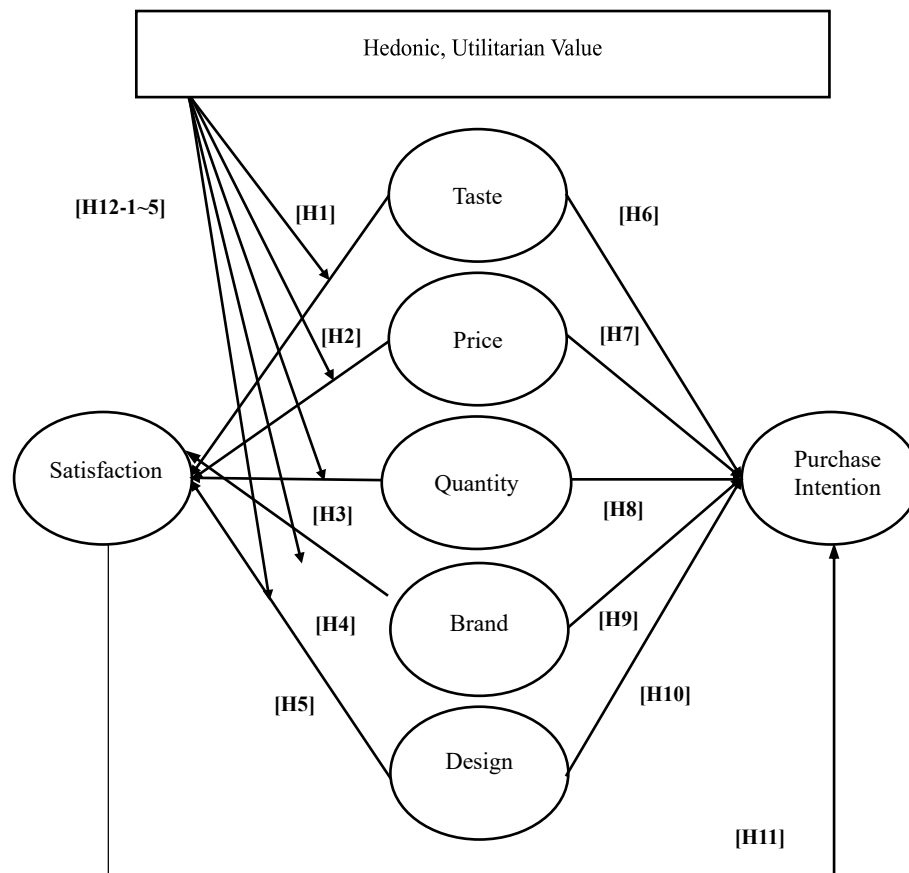 Hedonic, Utilitarian Value
Taste
[H12-1~5]
[H1]
[H6]
[H2]
Price
[H7]
Satisfaction
Quantity
Purchase
Intention
[H3]
[H8]
[H4]
Brand
[H9]
[H5]
[H10]
Design
[H11]